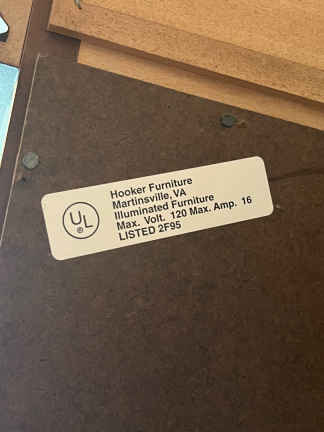 Hooker Furniture
Martinsville, VA
Illuminated Furniture
Max. Volt. 120 Max. Amp. 16
LISTED 2F95
UL
®